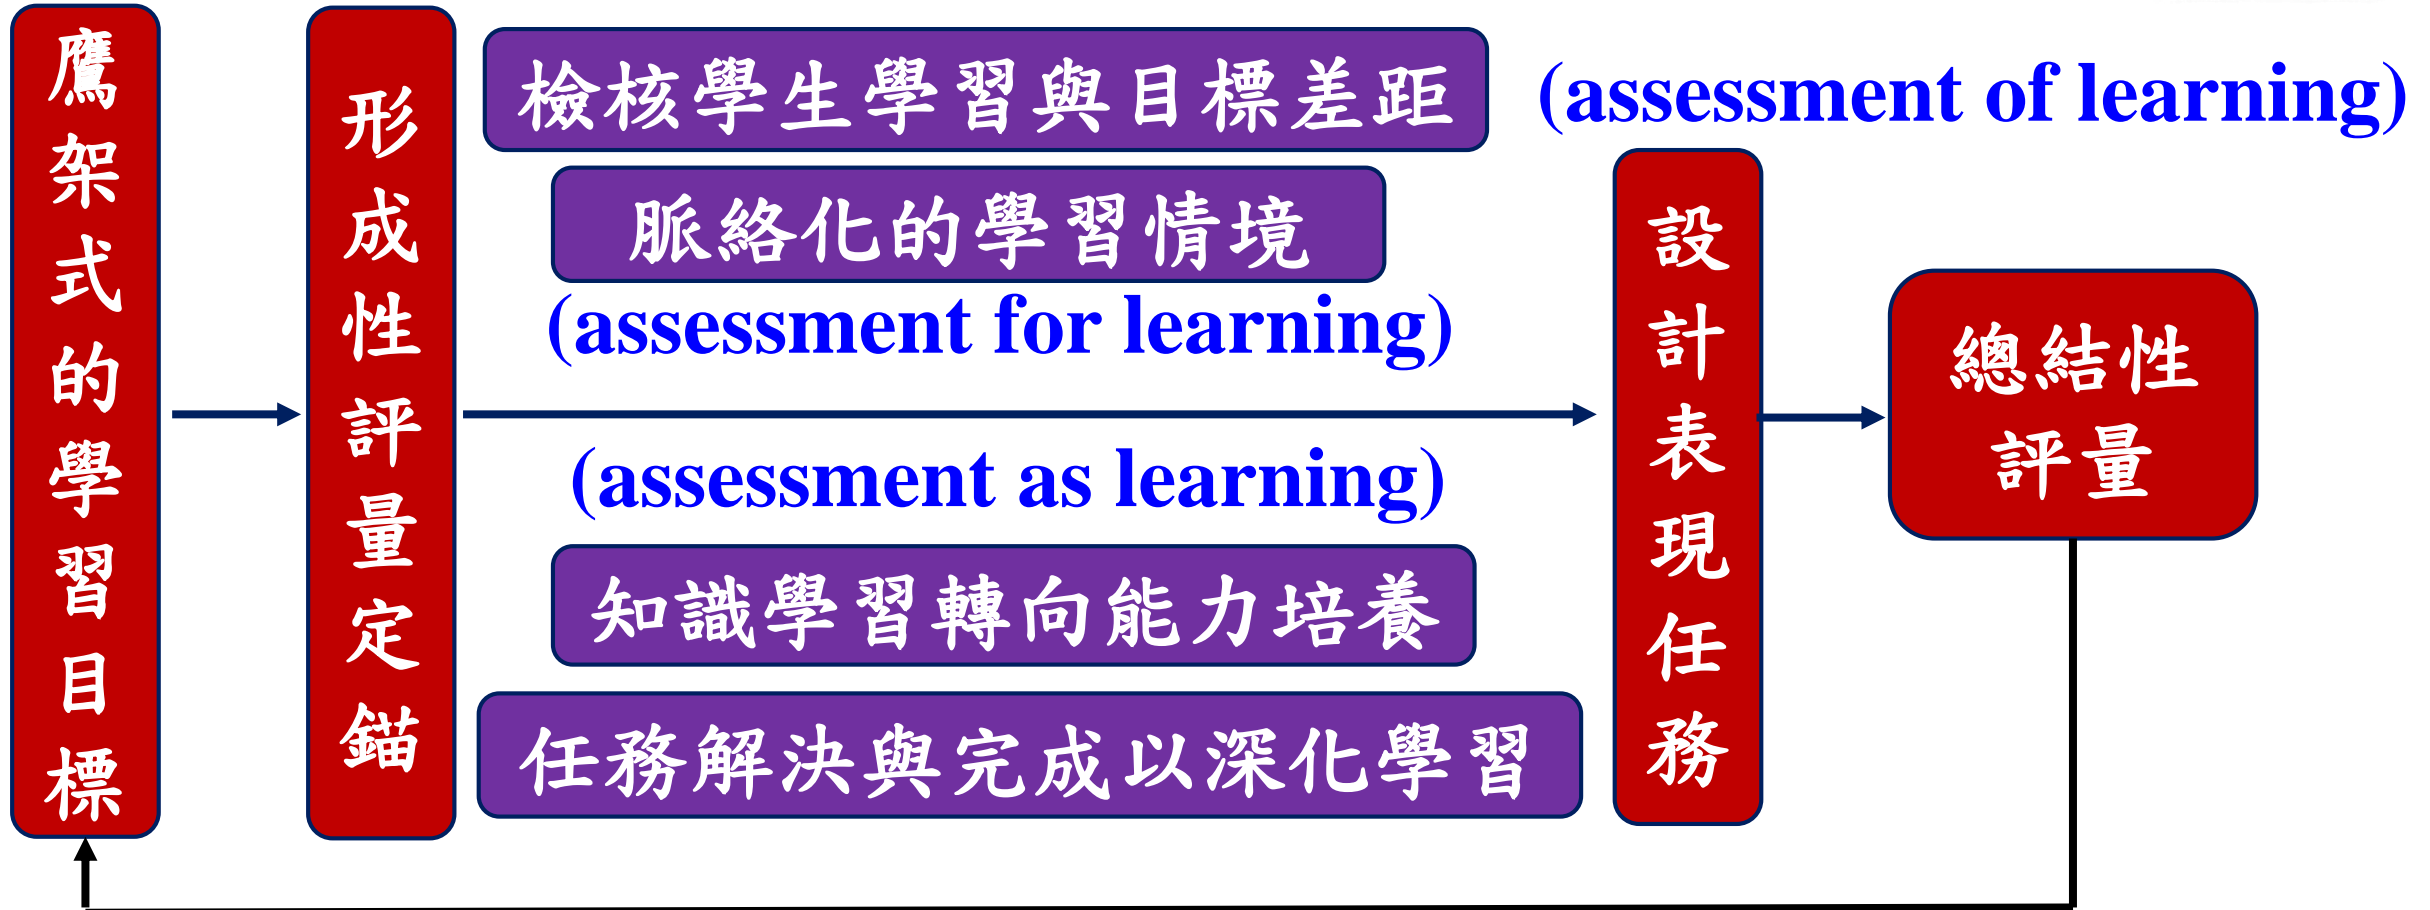 鷹架式的學習目標
形成性評量定錨
檢核學生學習與目標差距
脈絡化的學習情境
(assessment for learning)
(assessment as learning)
知識學習轉向能力培養
任務解決與完成以深化學習
(assessment of learning)
設計表現任務
總結性
評量